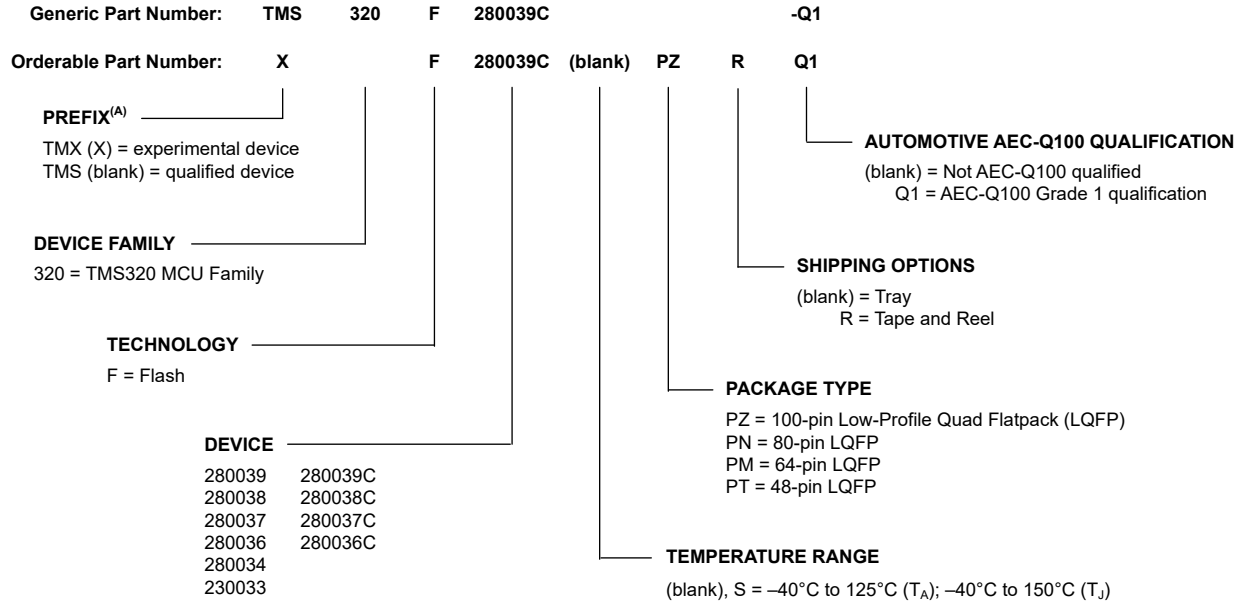 Generic Part Number: TMS 320 F 280039C -Q1
Orderable Part Number: X F 280039C (blank) PZ R Q1
PREFIX(A)
TMX (X) = experimental device
TMS (blank) = qualified device
AUTOMOTIVE AEC-Q100 QUALIFICATION
(blank) = Not AEC-Q100 qualified
Q1 = AEC-Q100 Grade 1 qualification
DEVICE FAMILY
320 = TMS320 MCU Family
SHIPPING OPTIONS
(blank) = Tray
R = Tape and Reel
TECHNOLOGY
F = Flash
PACKAGE TYPE
PZ = 100-pin Low-Profile Quad Flatpack (LQFP)
PN = 80-pin LQFP
PM = 64-pin LQFP
PT = 48-pin LQFP
DEVICE
280039 280039C
280038 280038C
280037 280037C
280036 280036C
280034
230033
TEMPERATURE RANGE
(blank), S = –40°C to 125°C (TA); –40°C to 150°C (TJ)